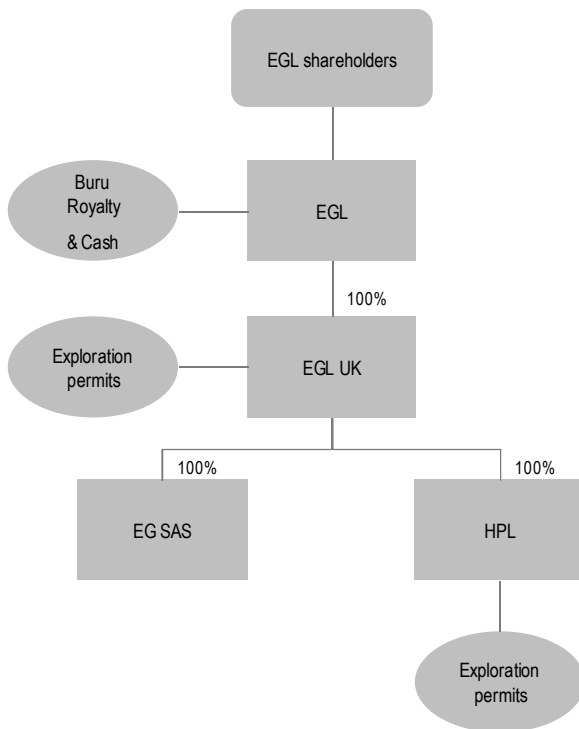 EGL shareholders
Buru
Royalty
& Cash
EGL
100%
Exploration
permits
EGL UK
100%
100%
EG SAS
HPL
Exploration
permits